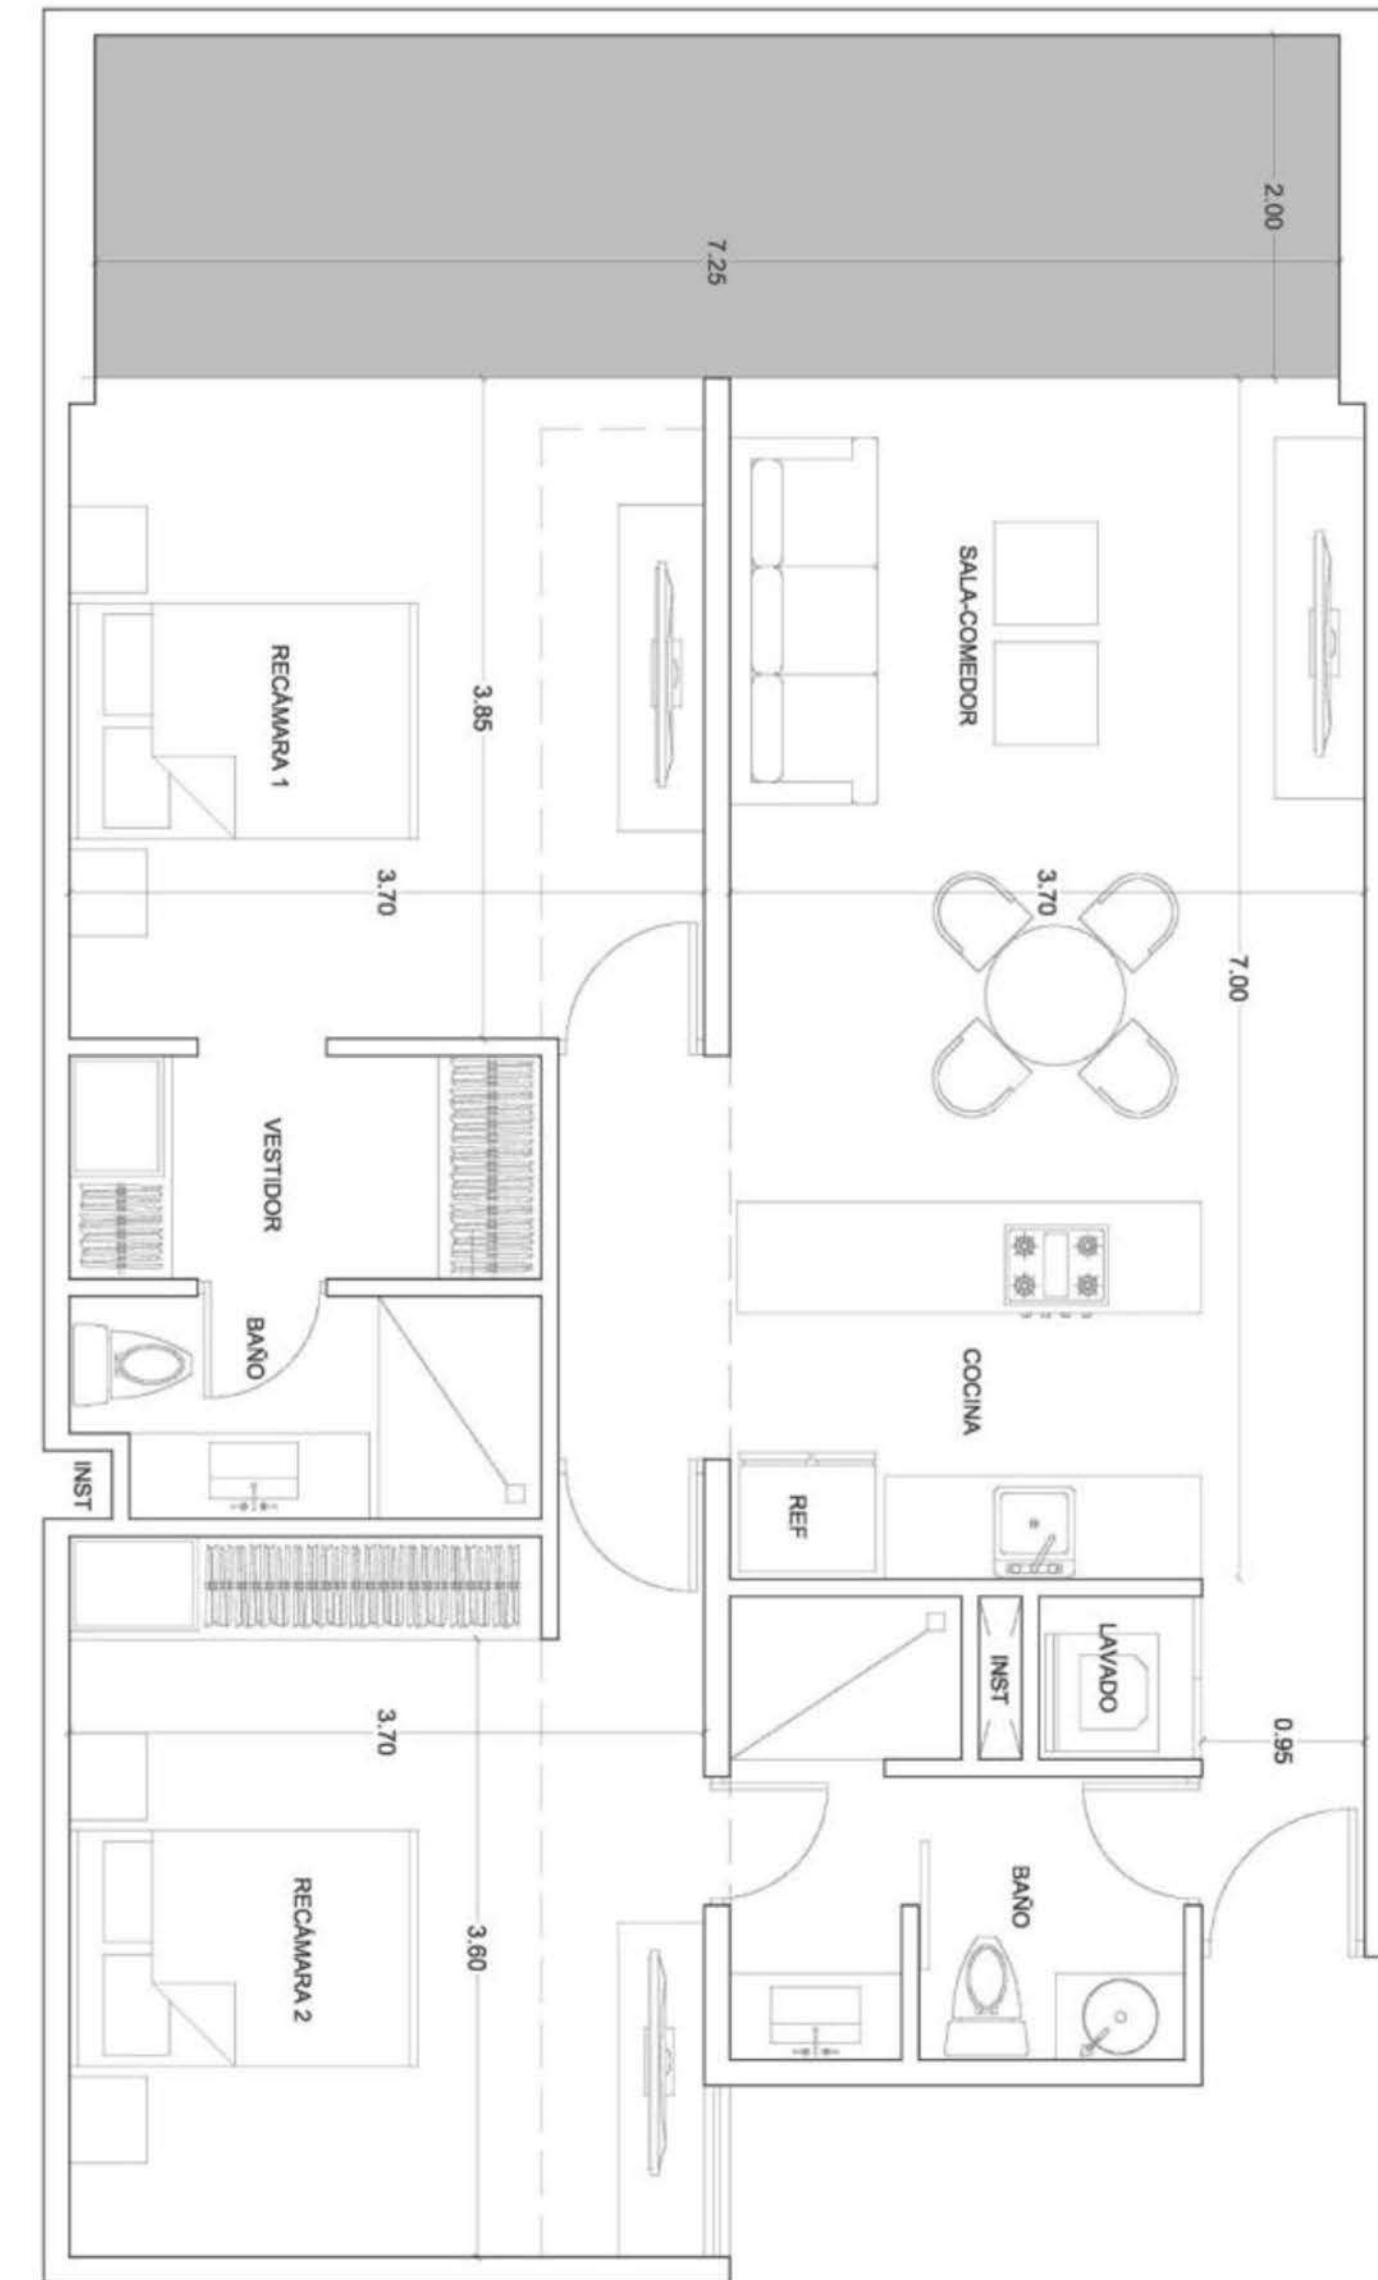 2.00
7.25
SALA-COMEDOR
RECÁMARA 1
3.85
3.70
3.70
7.00
VESTIDOR
BAÑO
COCINA
INST
REF
LAVADO
INST
0.95
3.70
BAÑO
RECÁMARA 2
3.60